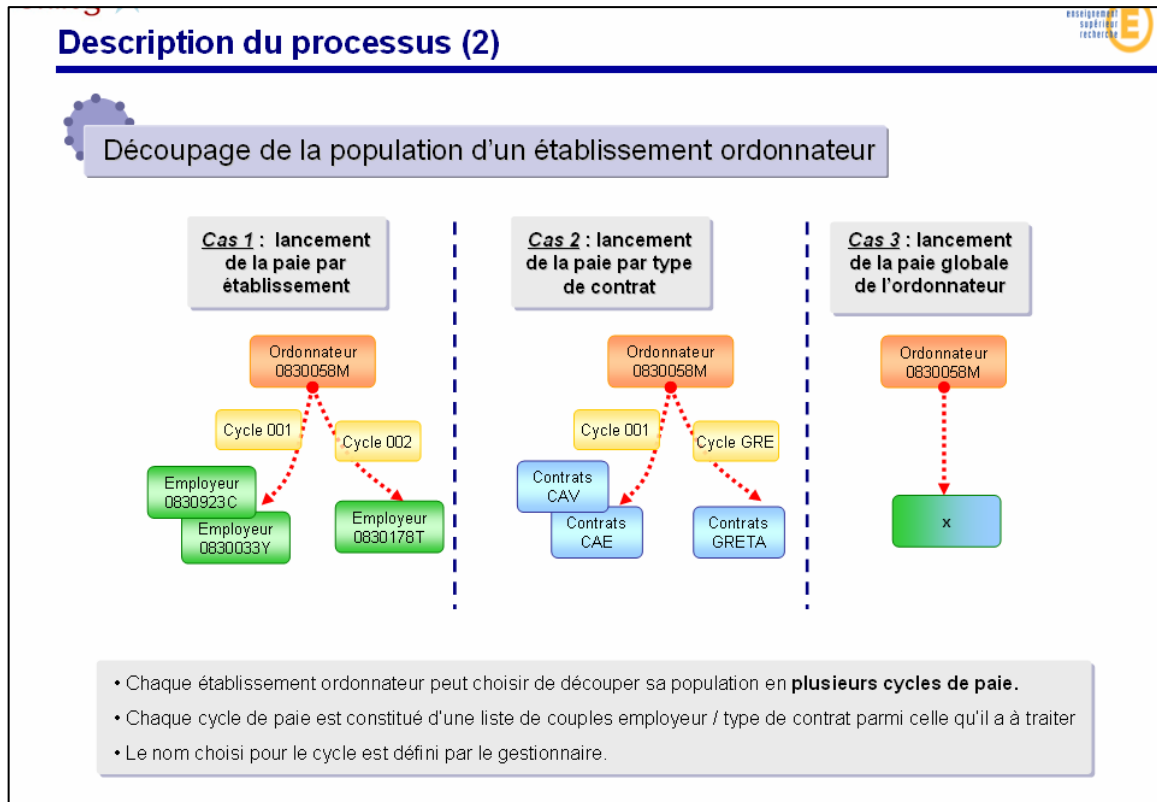 Description du processus (2)
enseignement
supérieur
recherche
E
Découpage de la population d'un établissement ordonnateur
Cas 1 : lancement
de la paie par
établissement
Ordonnateur
0830058M
Cycle 001
Cycle 002
Employeur
0830923C
Employeur
0830033Y
Employeur
0830178T
Cas 2 : lancement
de la paie par type
de contrat
Ordonnateur
0830058M
Cycle 001
Cycle GRE
Contrats
CAV
Contrats
CAE
Contrats
GRETA
Cas 3 : lancement
de la paie globale
de l'ordonnateur
Ordonnateur
0830058M
x
• Chaque établissement ordonnateur peut choisir de découper sa population en plusieurs cycles de paie.
• Chaque cycle de paie est constitué d'une liste de couples employeur / type de contrat parmi celle qu'il a à traiter
• Le nom choisi pour le cycle est défini par le gestionnaire.